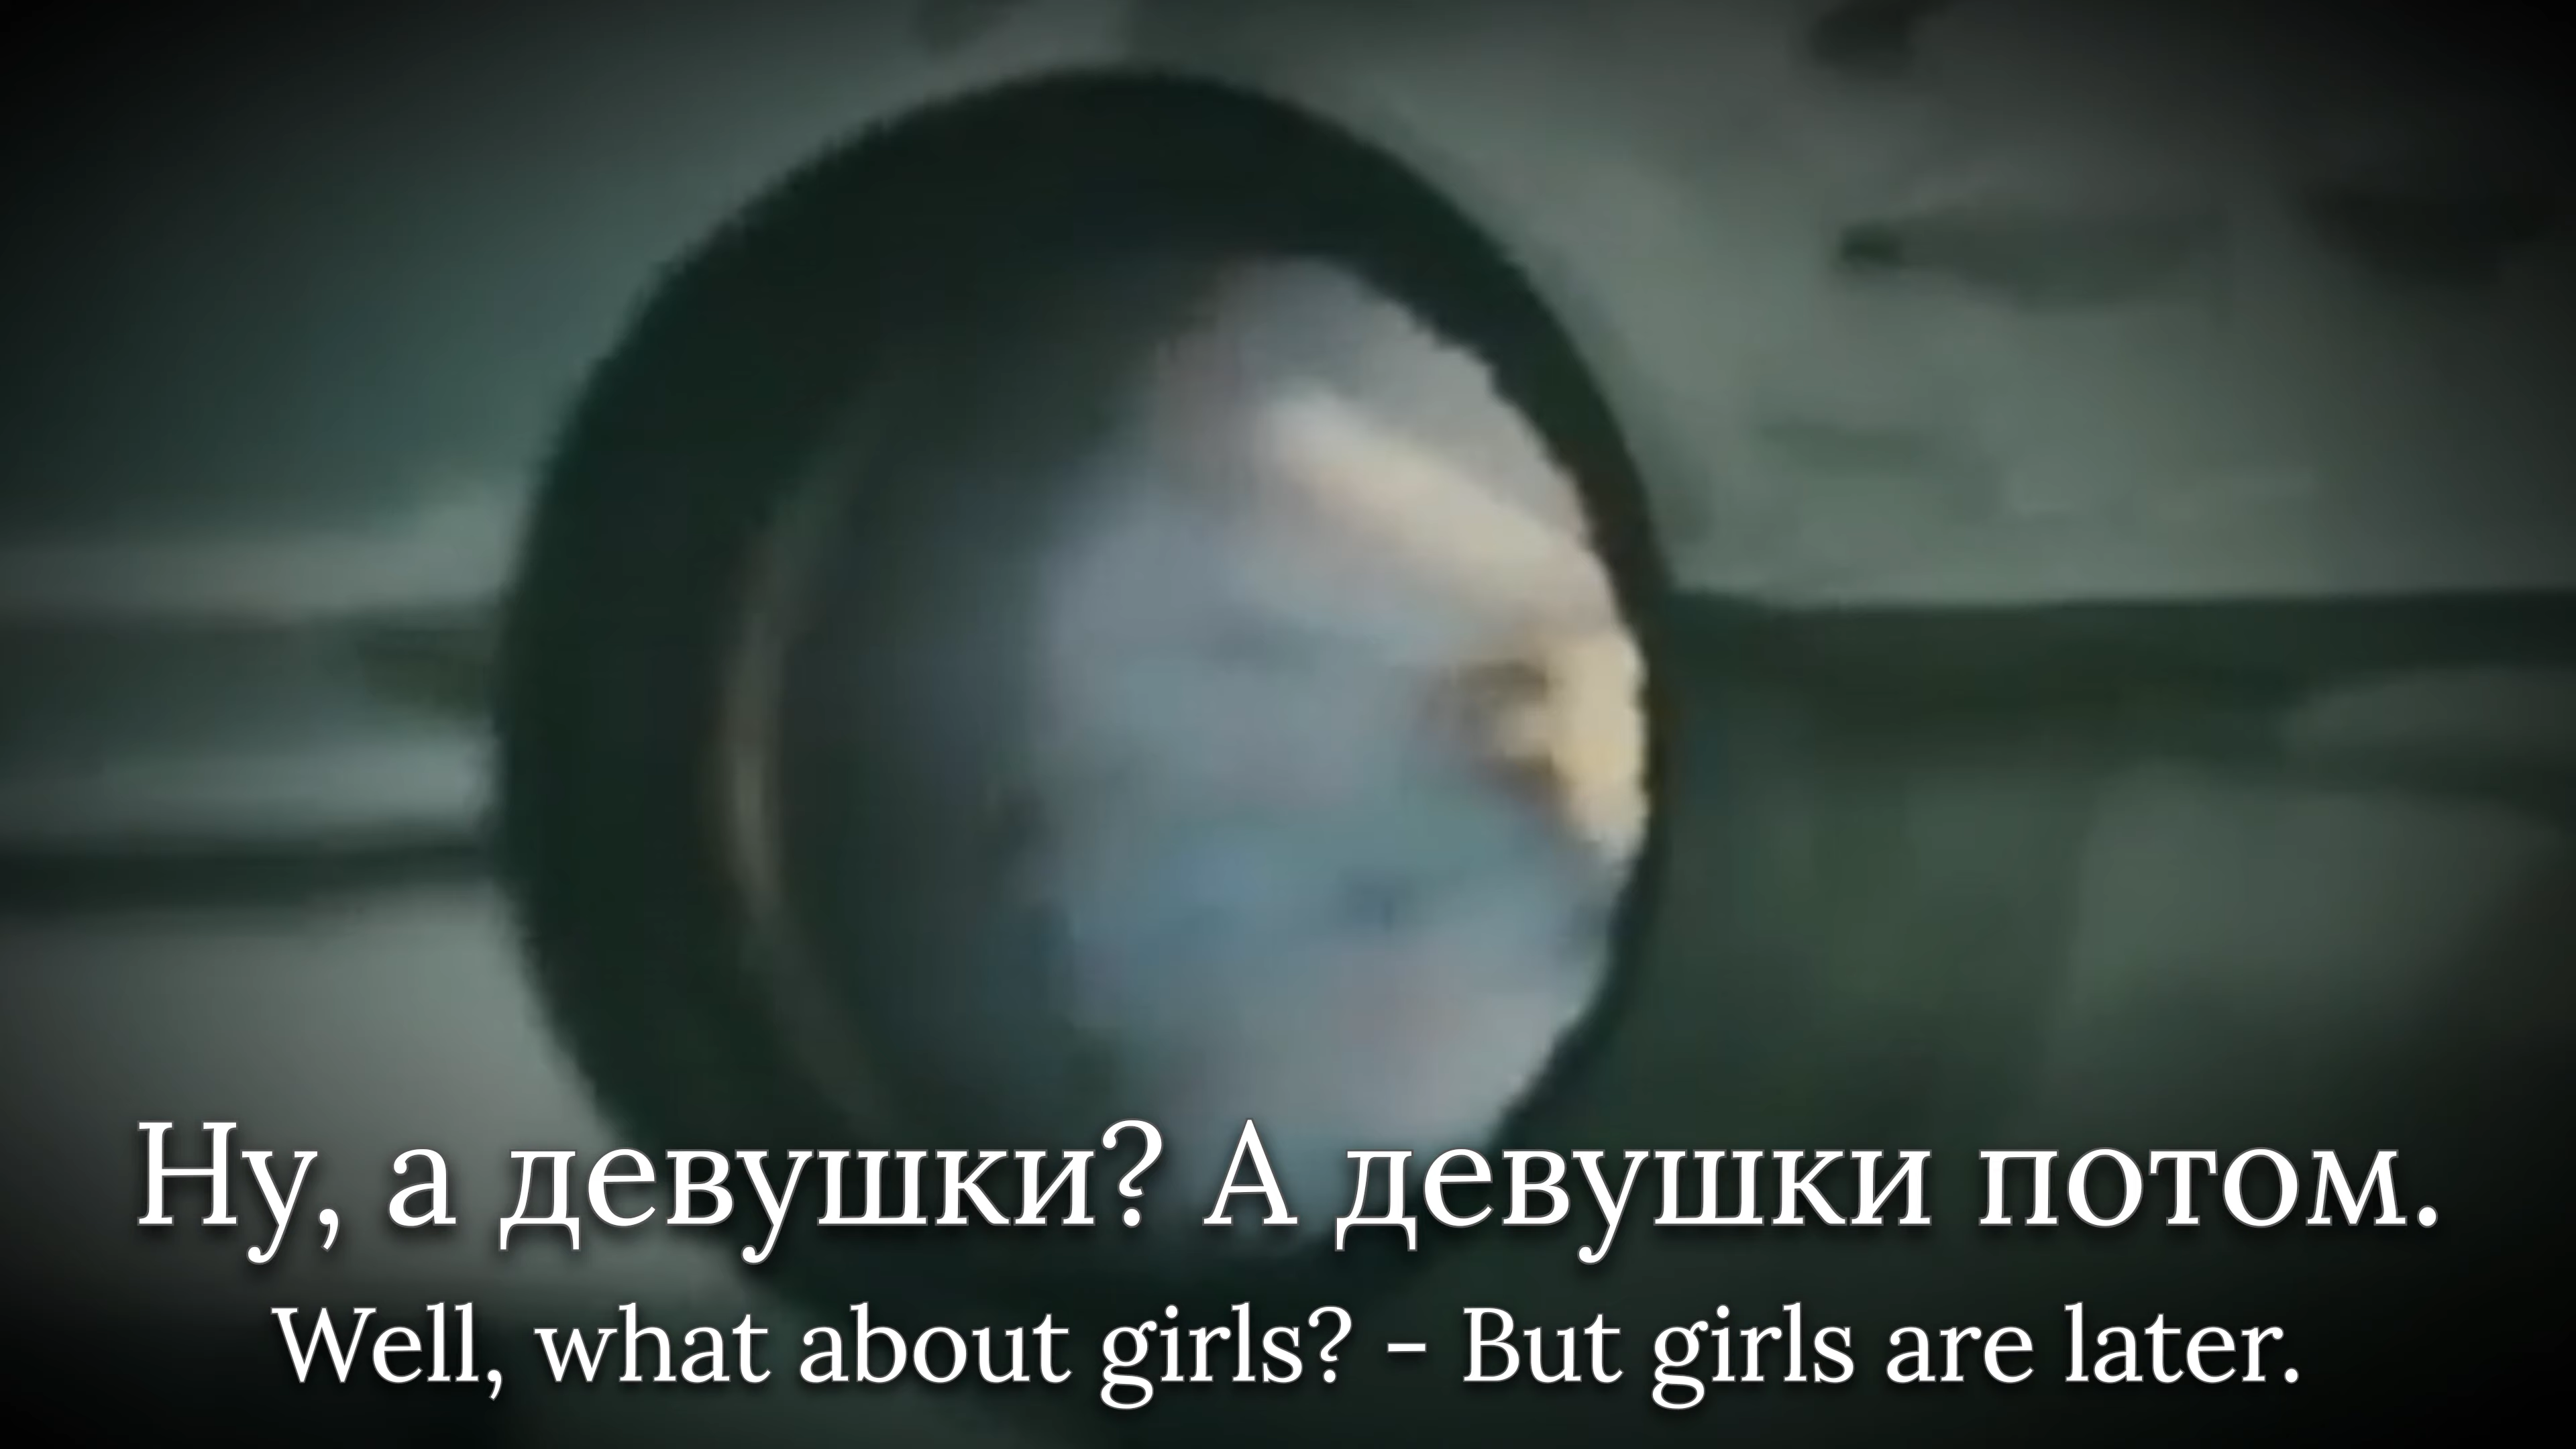 Ну, а девушки? А девушки потом.
Well, what about girls? - But girls are later.